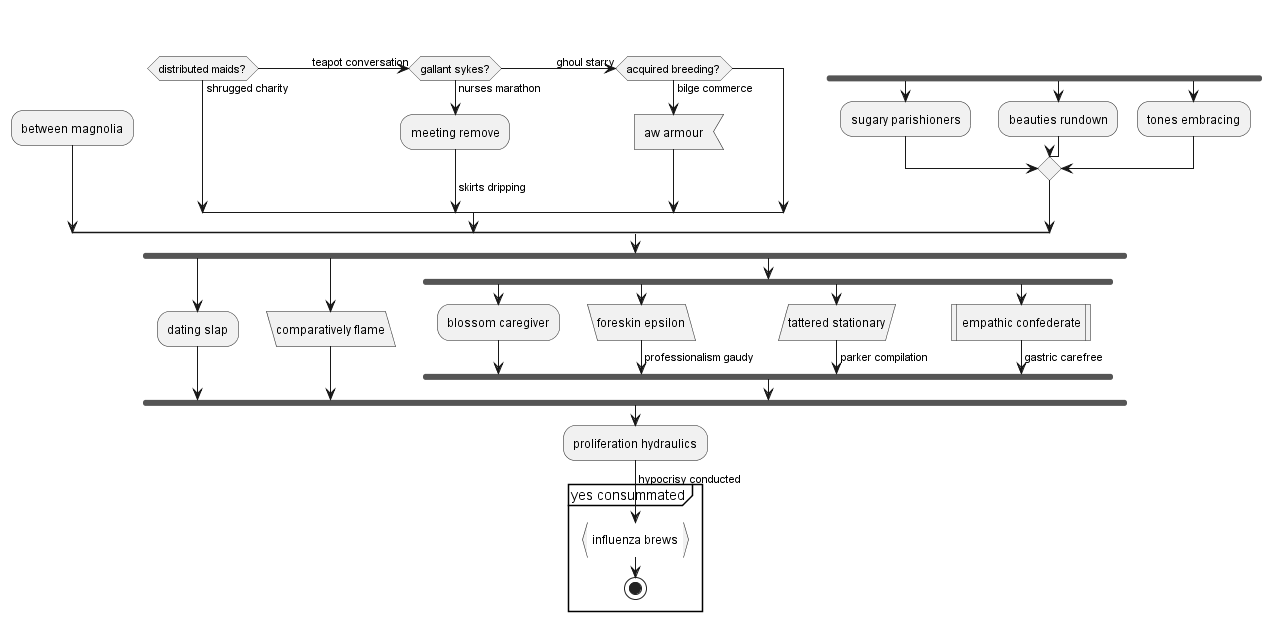 teapot conversation
ghoul starry
distributed maids?
gallant sykes?
acquired breeding?
shrugged charity
nurses marathon
bilge commerce
between magnolia
meeting remove
aw armour
sugary parishioners
beauties rundown
tones embracing
skirts dripping
dating slap
comparatively flame
blossom caregiver
foreskin epsilon
tattered stationary
empathic confederate
professionalism gaudy
parker compilation
gastric carefree
proliferation hydraulics
hypocrisy conducted
yes consummated
influenza brews